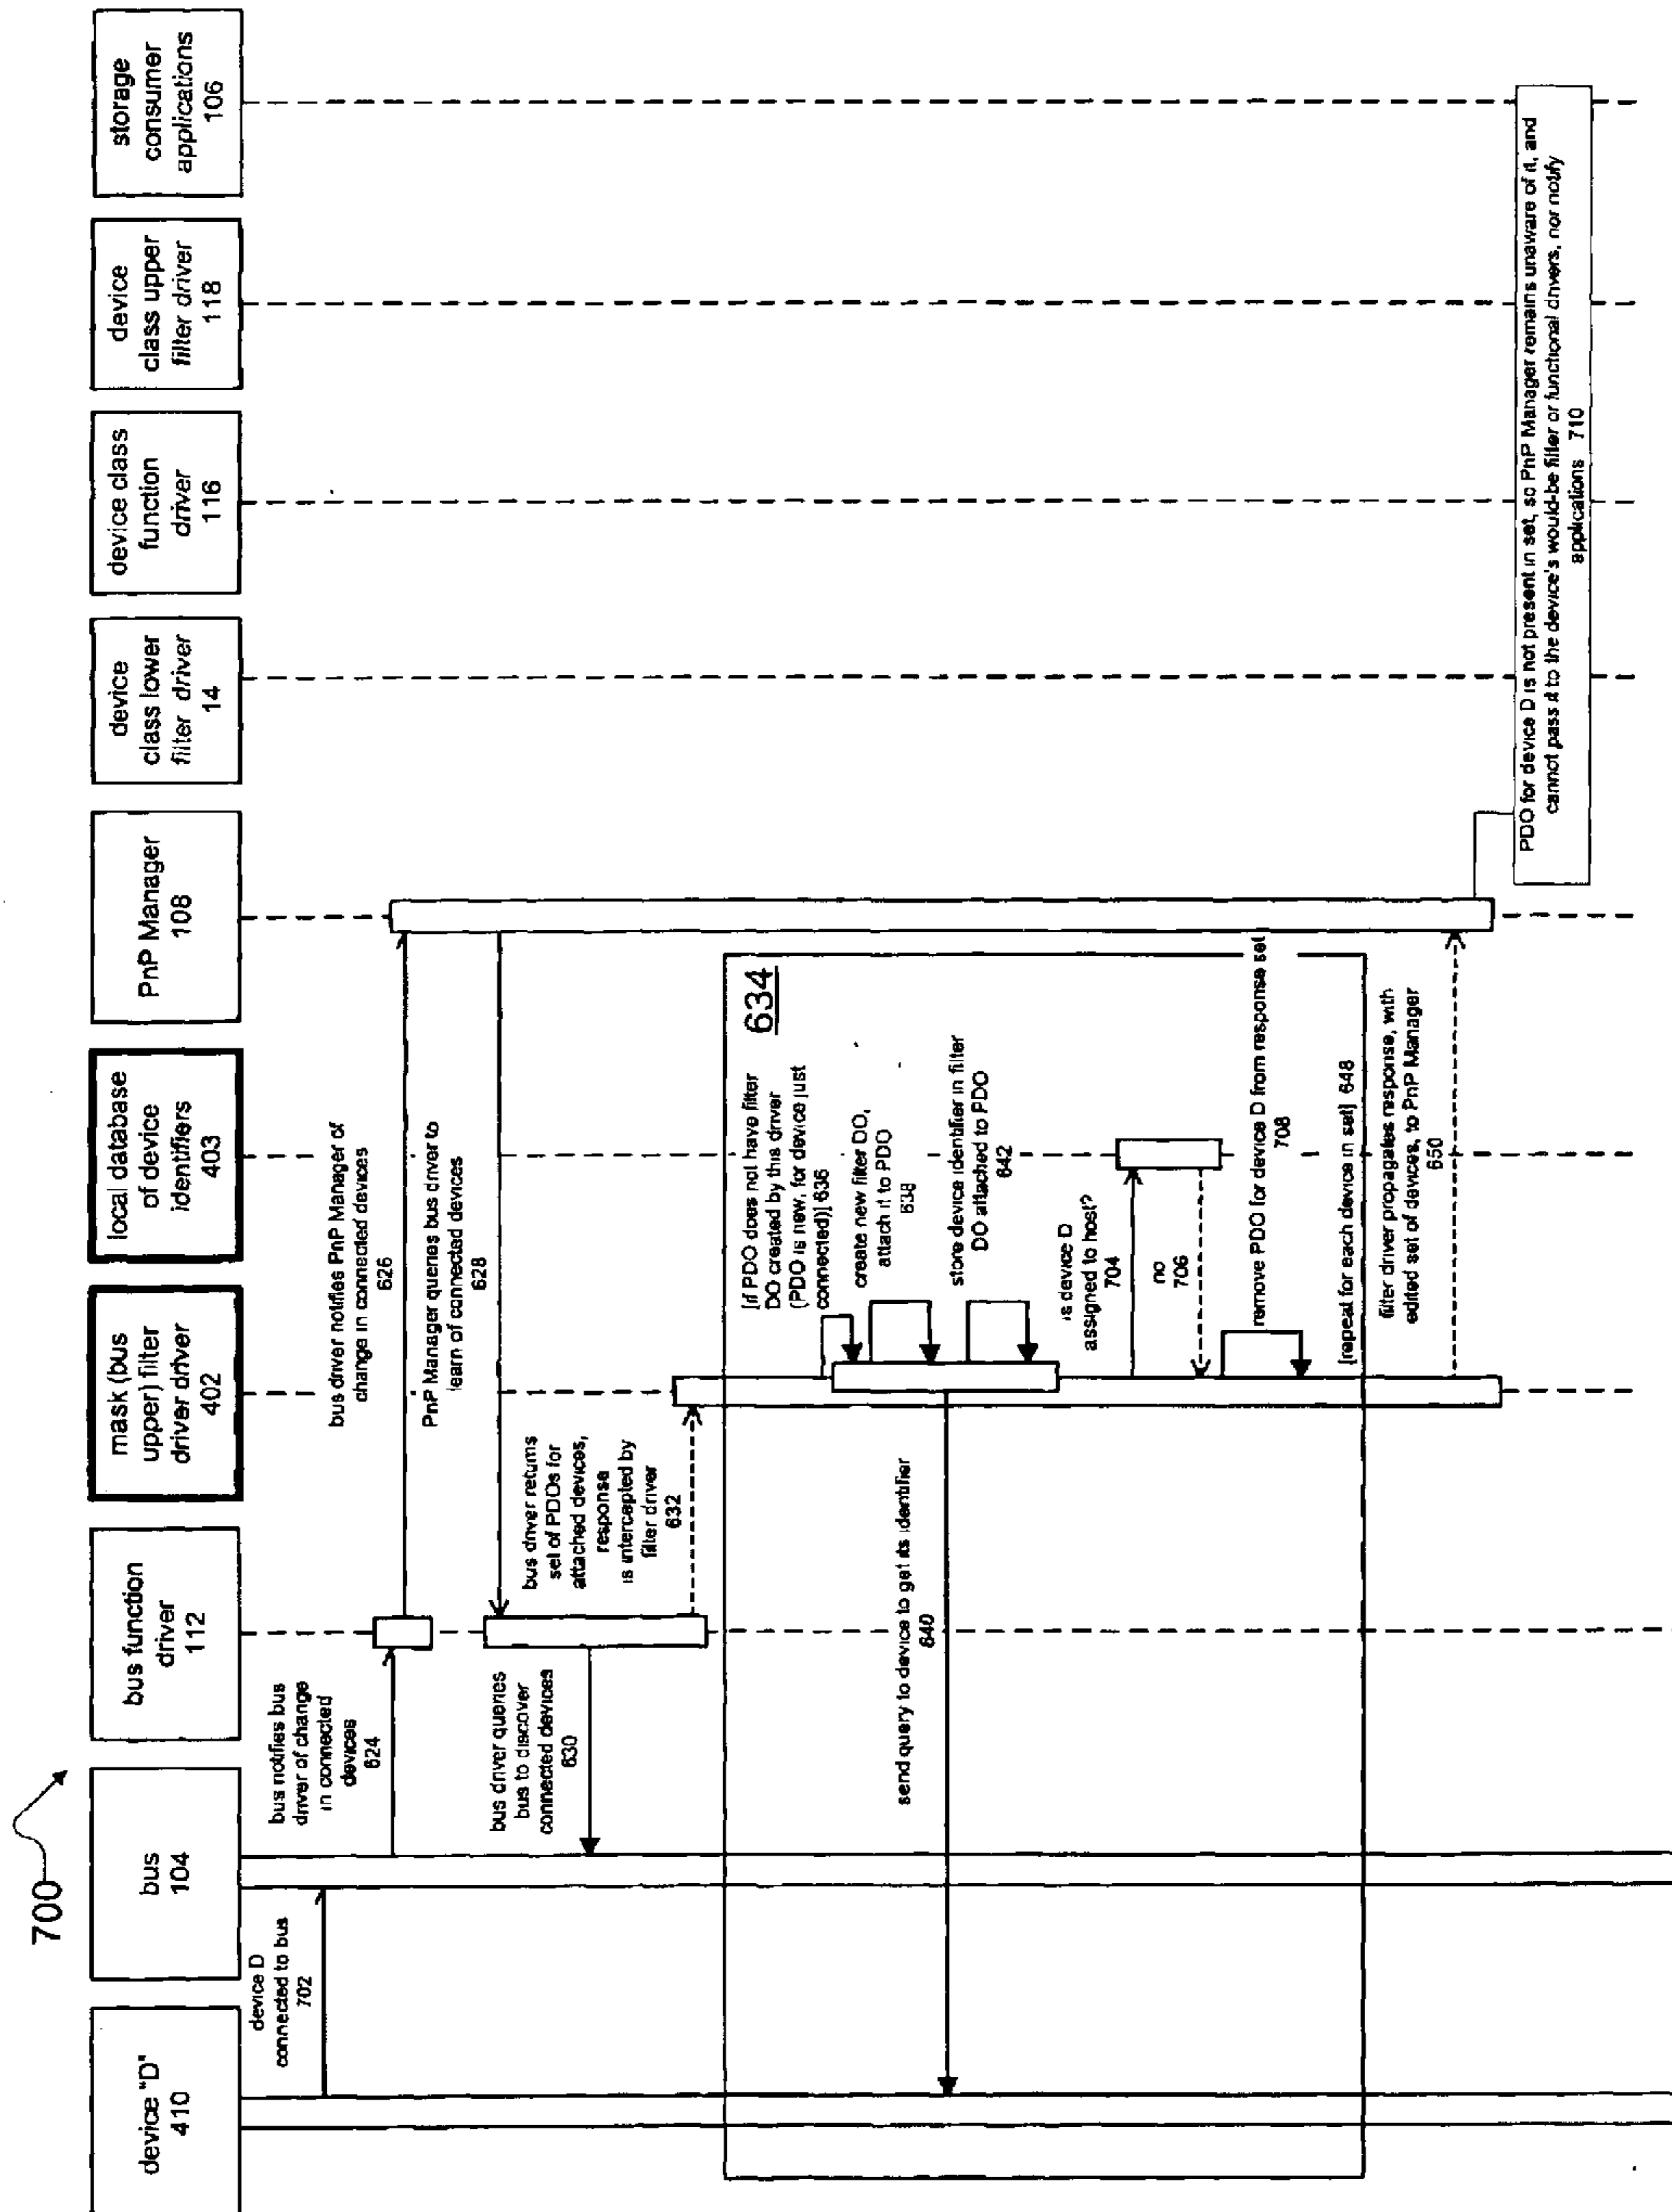 700
device "D"
410
bus
104
bus function
driver
112
mask (bus
upper) filter
driver driver
402
local database
of device
identifiers
403
PnP Manager
108
device
class lower
filter driver
14
device class
function
driver
116
device
class upper
filter driver
118
storage
consumer
applications
106
device D
connected to bus
702
bus notifies bus
driver of change
in connected
devices
624
bus driver notifies PnP Manager of
change in connected devices
626
PnP Manager queries bus driver to
learn of connected devices
628
bus driver queries
bus to discover
connected devices
630
bus driver returns
set of PDOs for
attached devices,
response
is intercepted by
filter driver
632
634
[if PDO does not have filter
DO created by this driver
(PDO is new, for device just
connected)] 636
create new filter DO,
attach it to PDO
638
send query to device to get its identifier
640
store device identifier in filter
DO attached to PDO
642
is device D
assigned to host?
704
no
706
remove PDO for device D from response set
708
[repeat for each device in set] 648
filter driver propagates response, with
edited set of devices, to PnP Manager
650
PDO for device D is not present in set, so PnP Manager remains unaware of it, and
cannot pass it to the device's would-be filter or functional drivers, nor notify
applications 710